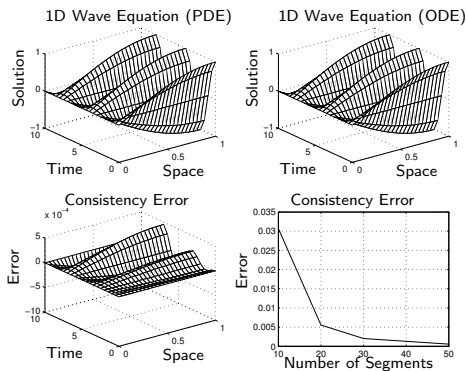 1D Wave Equation (PDE)
1
0
−1
10
5
0
0
0.5
1
Solution
Time
Space
1D Wave Equation (ODE)
1
0
−1
10
5
0
0
0.5
1
Solution
Time
Space
Consistency Error
x 10⁻⁴
5
0
−5
−10
10
5
0
0
0.5
1
Error
Time
Space
Consistency Error
0.035
0.03
0.025
0.02
0.015
0.01
0.005
0
10
20
30
40
50
Error
Number of Segments